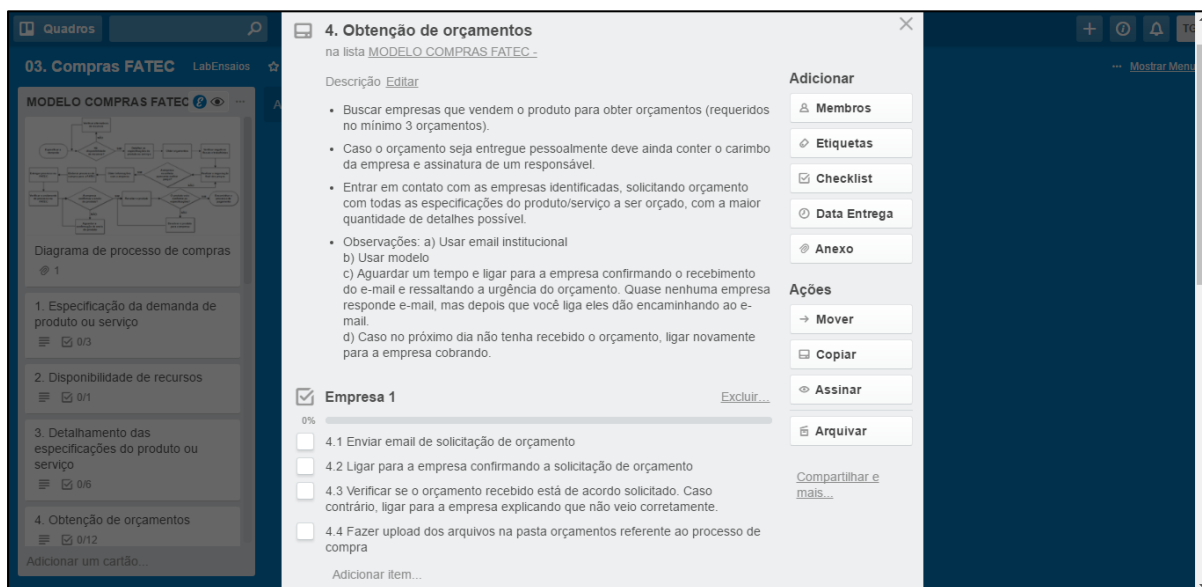 Quadros
TG
03. Compras FATEC LabEnsaios
... Mostrar Menu
MODELO COMPRAS FATEC
A
Diagrama de processo de compras
1
1. Especificação da demanda de
produto ou serviço
0/3
2. Disponibilidade de recursos
0/1
3. Detalhamento das
especificações do produto ou
serviço
0/6
4. Obtenção de orçamentos
0/12
Adicionar um cartão...
4. Obtenção de orçamentos
na lista MODELO COMPRAS FATEC -
Descrição Editar
• Buscar empresas que vendem o produto para obter orçamentos (requeridos
no mínimo 3 orçamentos).
• Caso o orçamento seja entregue pessoalmente deve ainda conter o carimbo
da empresa e assinatura de um responsável.
• Entrar em contato com as empresas identificadas, solicitando orçamento
com todas as especificações do produto/serviço a ser orçado, com a maior
quantidade de detalhes possível.
• Observações: a) Usar email institucional
b) Usar modelo
c) Aguardar um tempo e ligar para a empresa confirmando o recebimento
do e-mail e ressaltando a urgência do orçamento. Quase nenhuma empresa
responde e-mail, mas depois que você liga eles dão encaminhando ao e-
mail.
d) Caso no próximo dia não tenha recebido o orçamento, ligar novamente
para a empresa cobrando.
Empresa 1 Excluir...
0%
4.1 Enviar email de solicitação de orçamento
4.2 Ligar para a empresa confirmando a solicitação de orçamento
4.3 Verificar se o orçamento recebido está de acordo solicitado. Caso
contrário, ligar para a empresa explicando que não veio corretamente.
4.4 Fazer upload dos arquivos na pasta orçamentos referente ao processo de
compra
Adicionar item...
Adicionar
Membros
Etiquetas
Checklist
Data Entrega
Anexo
Ações
Mover
Copiar
Assinar
Arquivar
Compartilhar e
mais...